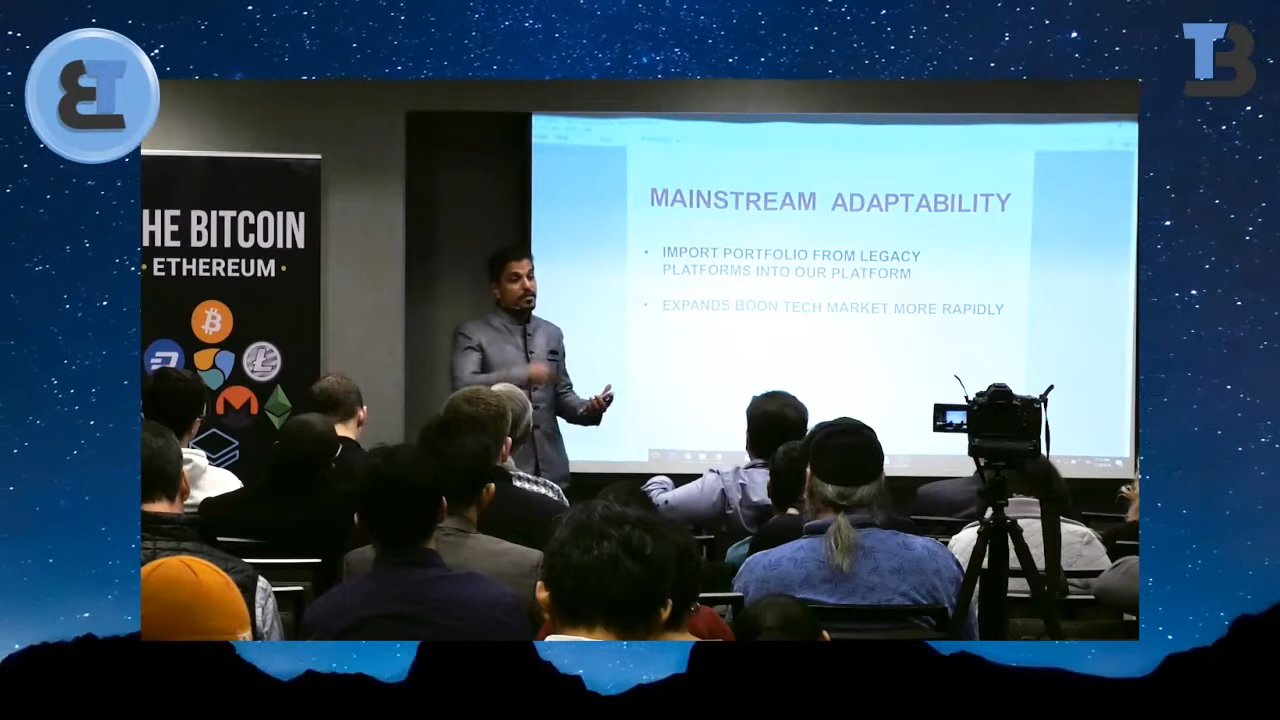 HE BITCOIN
· ETHEREUM ·
MAINSTREAM ADAPTABILITY
• IMPORT PORTFOLIO FROM LEGACY
PLATFORMS INTO OUR PLATFORM
• EXPANDS BOON TECH MARKET MORE RAPIDLY